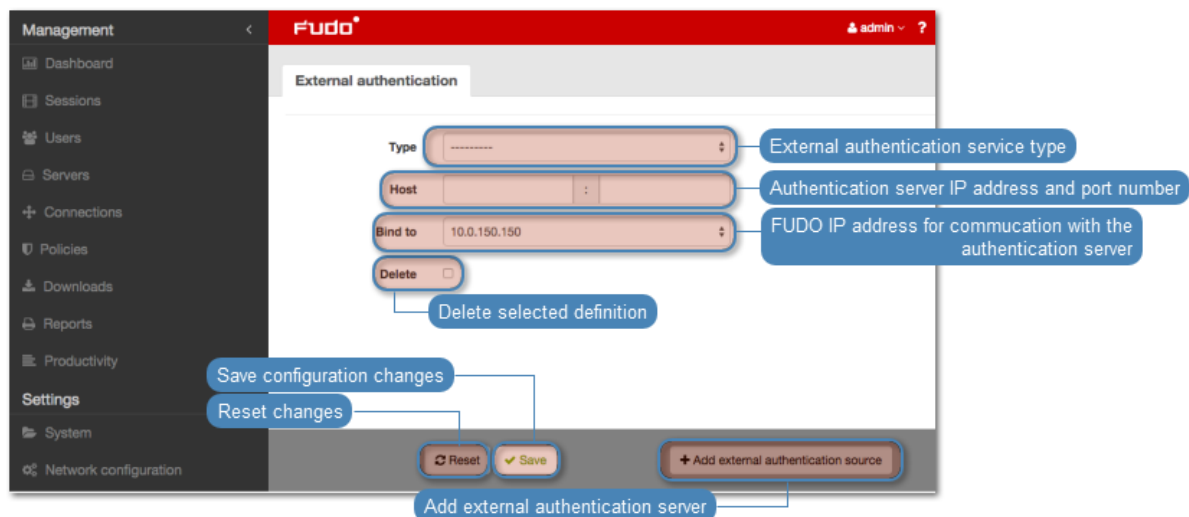 Management
FUDO
admin
?
Dashboard
External authentication
Sessions
Users
Type
---------
External authentication service type
Servers
Host
:
Authentication server IP address and port number
Connections
Bind to
10.0.150.150
FUDO IP address for commucation with the
authentication server
Policies
Delete
Downloads
Delete selected definition
Reports
Productivity
Save configuration changes
Settings
Reset changes
System
Reset
Save
+ Add external authentication source
Network configuration
Add external authentication server